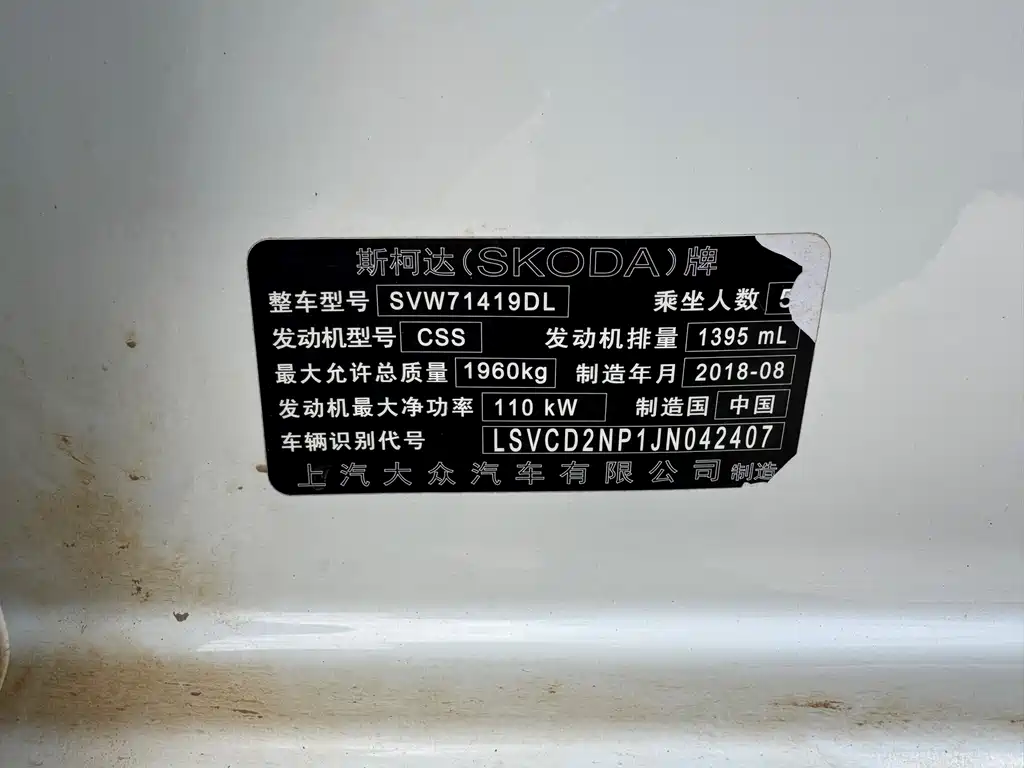 斯柯达(SKODA)牌
整车型号 SVW71419DL 乘坐人数 5
发动机型号 CSS 发动机排量 1395 mL
最大允许总质量 1960kg 制造年月 2018-08
发动机最大净功率 110 kW 制造国 中国
车辆识别代号 LSVCD2NP1JN042407
上汽大众汽车有限公司 制造